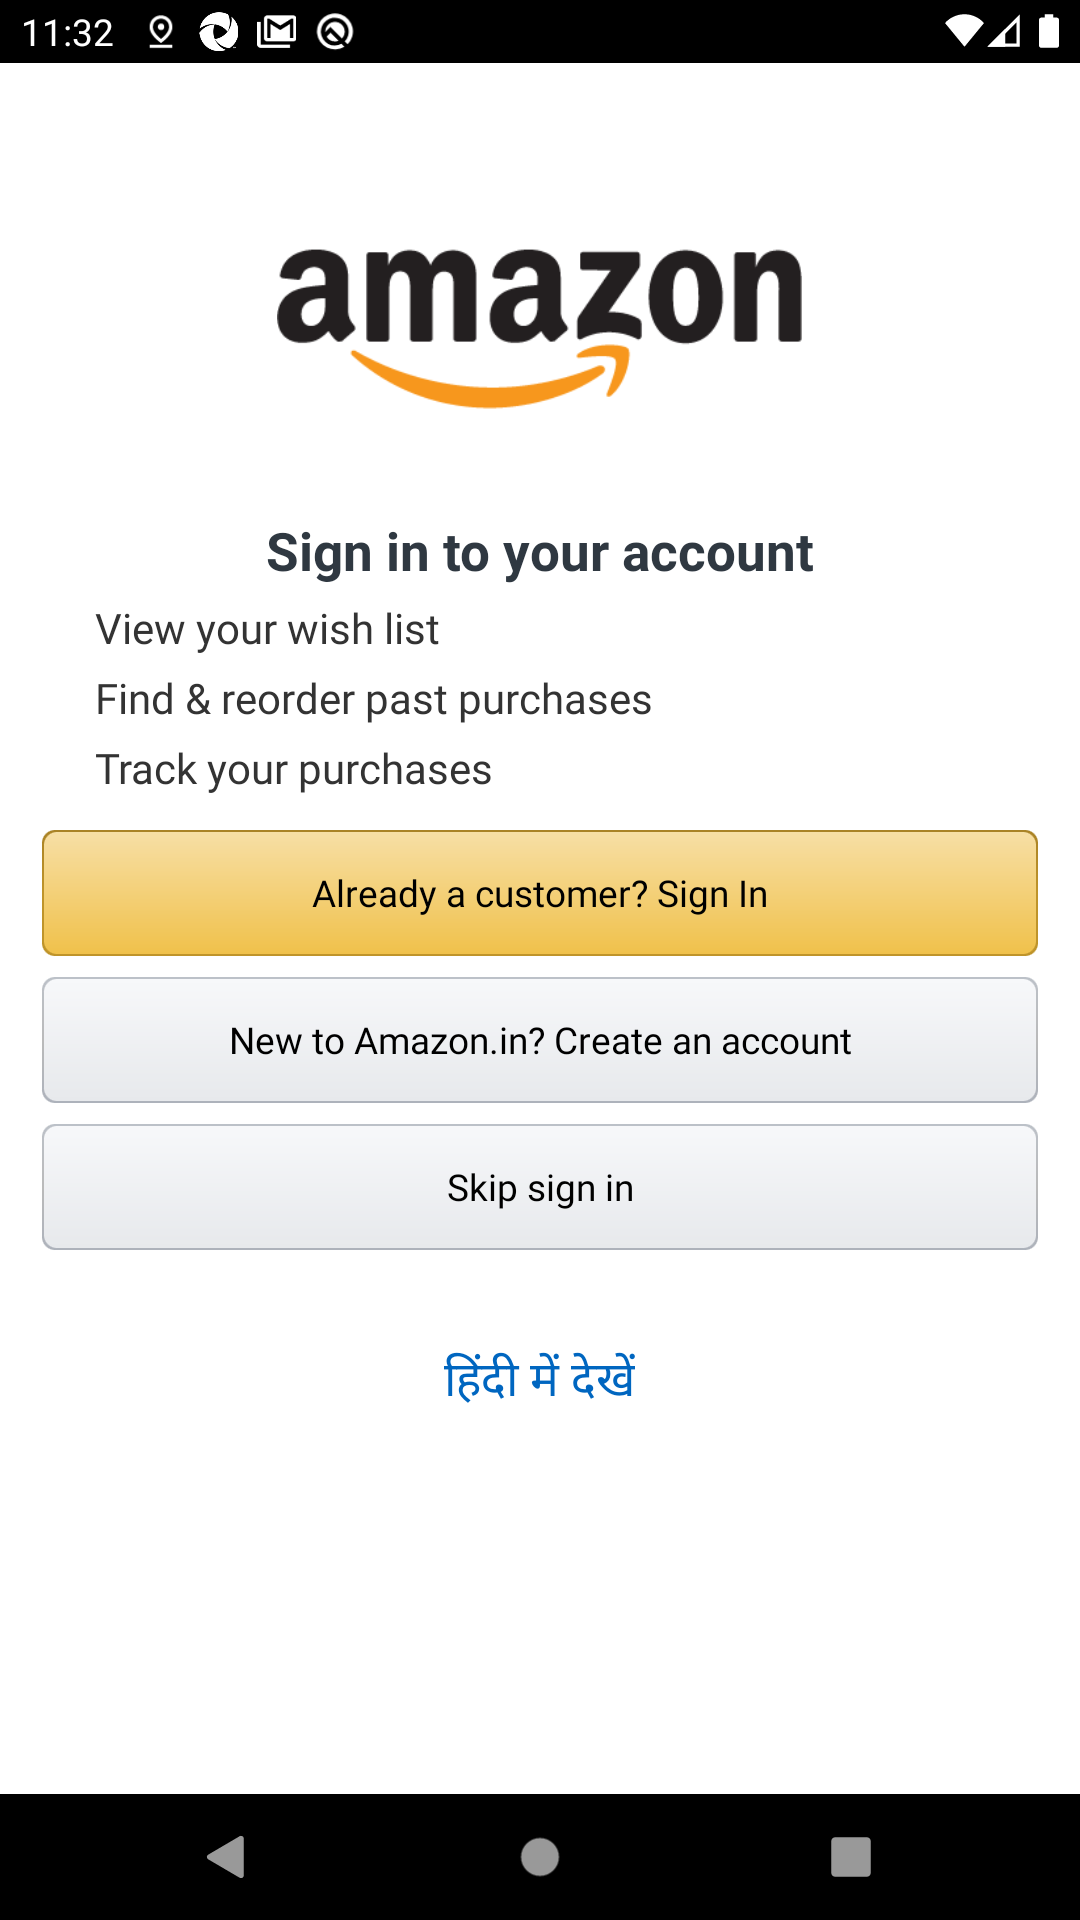 11:32
amazon
Sign in to your account
View your wish list
Find & reorder past purchases
Track your purchases
Already a customer? Sign In
New to Amazon.in? Create an account
Skip sign in
हिंदी में देखें